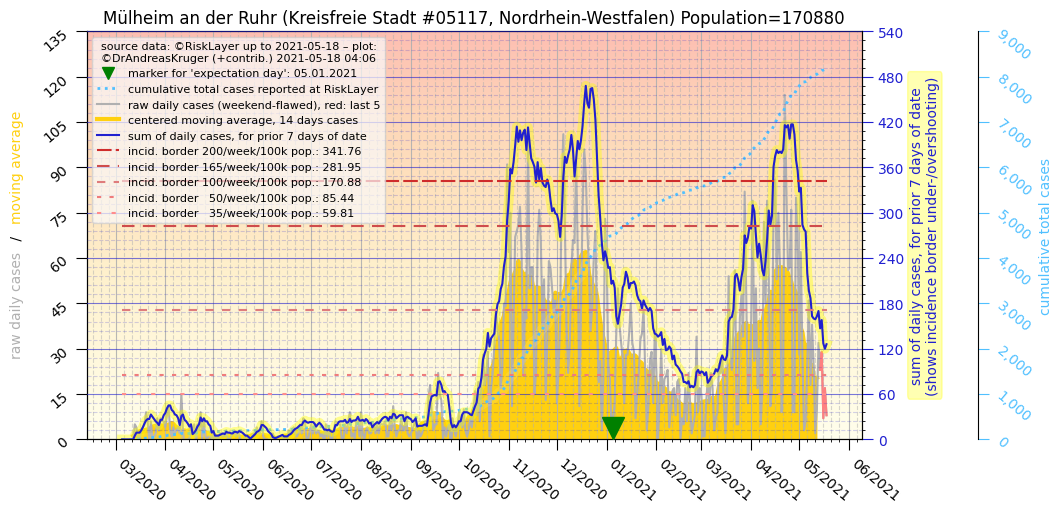 Mülheim an der Ruhr (Kreisfreie Stadt #05117, Nordrhein-Westfalen) Population=170880
source data: ©RiskLayer up to 2021-05-18 – plot:
©DrAndreasKruger (+contrib.) 2021-05-18 04:06
marker for 'expectation day': 05.01.2021
cumulative total cases reported at RiskLayer
raw daily cases (weekend-flawed), red: last 5
centered moving average, 14 days cases
sum of daily cases, for prior 7 days of date
incid. border 200/week/100k pop.: 341.76
incid. border 165/week/100k pop.: 281.95
incid. border 100/week/100k pop.: 170.88
incid. border 50/week/100k pop.: 85.44
incid. border 35/week/100k pop.: 59.81
raw daily cases / moving average
135
120
105
90
75
60
45
30
15
0
540
480
420
360
300
240
180
120
60
0
sum of daily cases, for prior 7 days of date
(shows incidence border under-/overshooting)
9,000
8,000
7,000
6,000
5,000
4,000
3,000
2,000
1,000
0
cumulative total cases
03/2020
04/2020
05/2020
06/2020
07/2020
08/2020
09/2020
10/2020
11/2020
12/2020
01/2021
02/2021
03/2021
04/2021
05/2021
06/2021